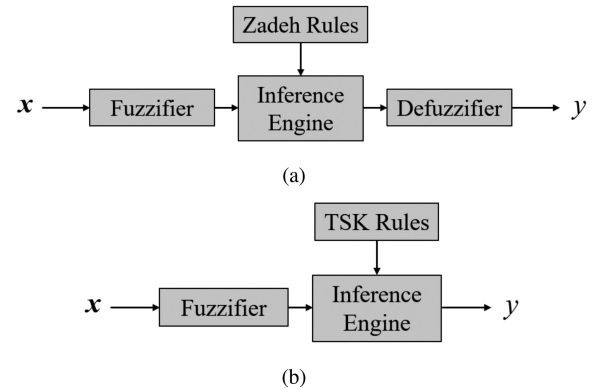 Zadeh Rules
x
Fuzzifier
Inference
Engine
Defuzzifier
y
(a)
TSK Rules
x
Fuzzifier
Inference
Engine
y
(b)